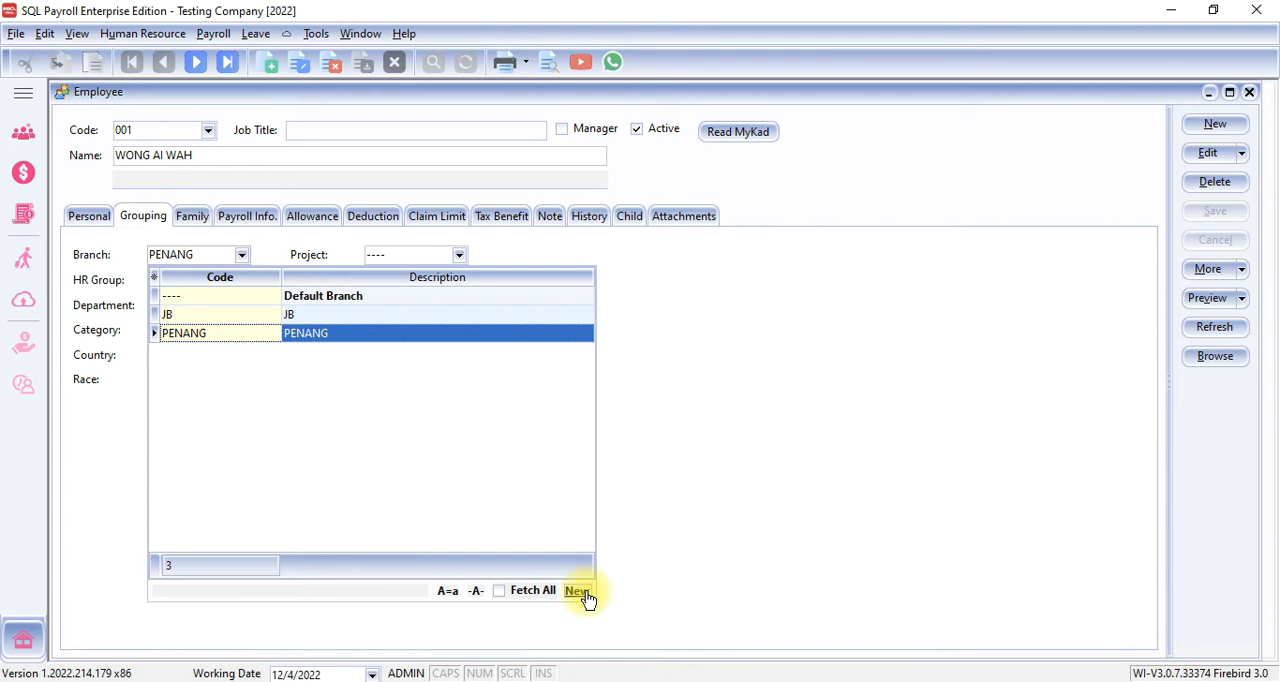 SQL Payroll Enterprise Edition - Testing Company [2022]
File Edit View Human Resource Payroll Leave Tools Window Help
Employee
Code: 001 Job Title: Manager Active Read MyKad
Name: WONG AI WAH
Personal Grouping Family Payroll Info. Allowance Deduction Claim Limit Tax Benefit Note History Child Attachments
Branch: PENANG Project: ----
HR Group:
Department:
Category:
Country:
Race:
Code Description
---- Default Branch
JB JB
PENANG PENANG
3
A=a -A- Fetch All New
New
Edit
Delete
Save
Cancel
More
Preview
Refresh
Browse
Version 1.2022.214.179 x86 Working Date 12/4/2022 ADMIN CAPS NUM SCRL INS WI-V3.0.7.33374 Firebird 3.0